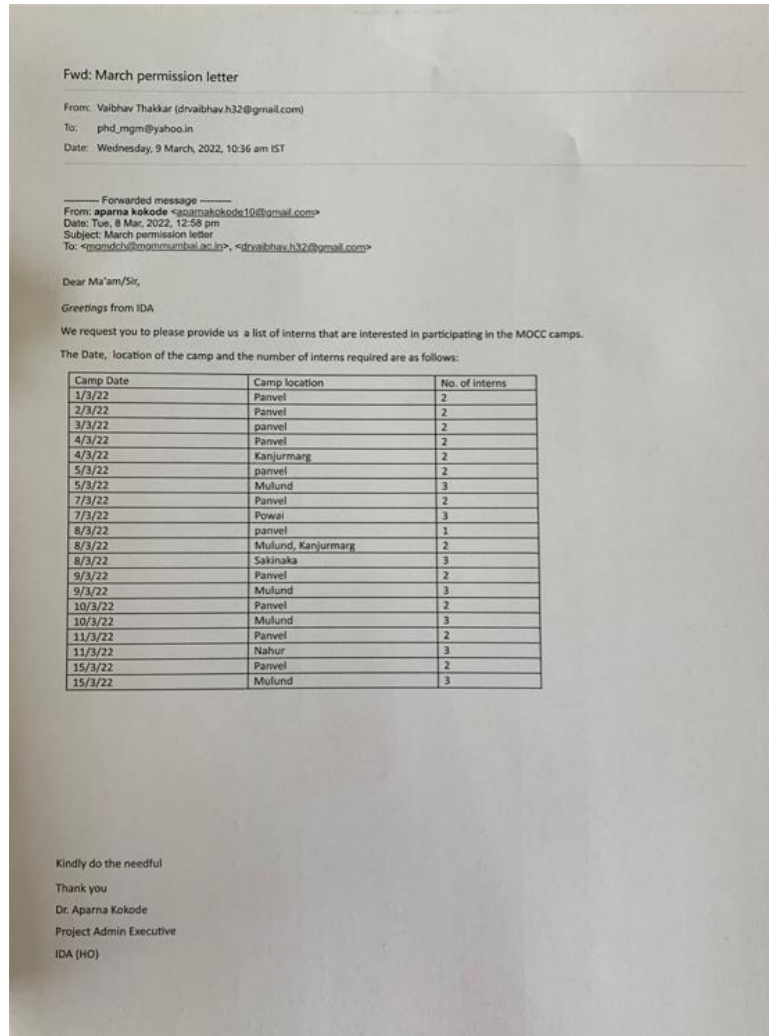 Fwd: March permission letter
From: Vaibhav Thakkar (drvaibhav.h32@gmail.com)
To: phd_mgm@yahoo.in
Date: Wednesday, 9 March, 2022, 10:36 am IST
---------- Forwarded message ---------
From: aparna kokode <aparnakokode10@gmail.com>
Date: Tue, 8 Mar, 2022, 12:58 pm
Subject: March permission letter
To: <mgmdch@mgmmumbai.ac.in>, <drvaibhav.h32@gmail.com>
Dear Ma'am/Sir,
Greetings from IDA
We request you to please provide us a list of interns that are interested in participating in the MOCC camps.
The Date, location of the camp and the number of interns required are as follows:
Camp Date Camp location No. of interns
1/3/22 Panvel 2
2/3/22 Panvel 2
3/3/22 panvel 2
4/3/22 Panvel 2
4/3/22 Kanjurmarg 2
5/3/22 panvel 2
5/3/22 Mulund 3
7/3/22 Panvel 2
7/3/22 Powai 3
8/3/22 panvel 1
8/3/22 Mulund, Kanjurmarg 2
8/3/22 Sakinaka 3
9/3/22 Panvel 2
9/3/22 Mulund 3
10/3/22 Panvel 2
10/3/22 Mulund 3
11/3/22 Panvel 2
11/3/22 Nahur 3
15/3/22 Panvel 2
15/3/22 Mulund 3
Kindly do the needful
Thank you
Dr. Aparna Kokode
Project Admin Executive
IDA (HO)